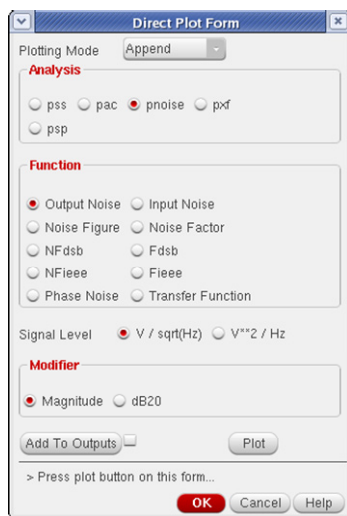 Direct Plot Form
Plotting Mode Append
Analysis
pss pac pnoise pxf
psp
Function
Output Noise Input Noise
Noise Figure Noise Factor
NFdsb Fdsb
NFieee Fieee
Phase Noise Transfer Function
Signal Level V / sqrt(Hz) V**2 / Hz
Modifier
Magnitude dB20
Add To Outputs Plot
> Press plot button on this form...
OK Cancel Help